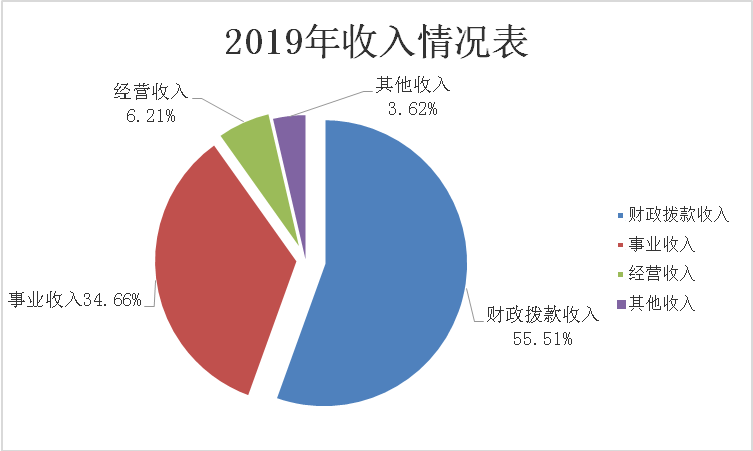 2019年收入情况表
经营收入
6.21%
其他收入
3.62%
事业收入34.66%
财政拨款收入
55.51%
财政拨款收入
事业收入
经营收入
其他收入